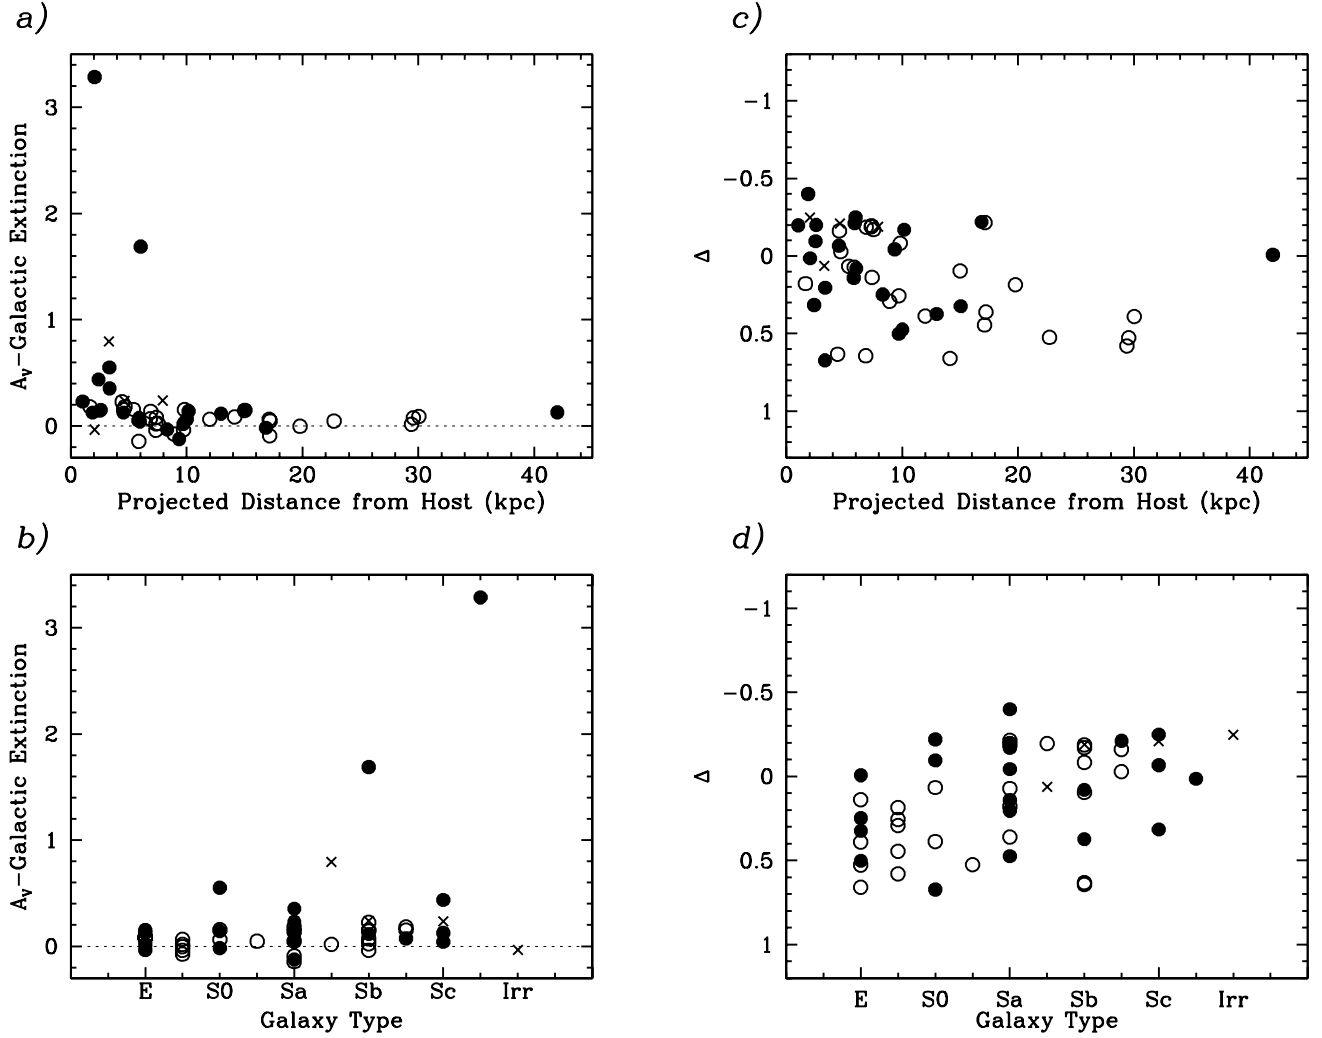 a)
3
2
1
0
A_V-Galactic Extinction
0 10 20 30 40
Projected Distance from Host (kpc)
c)
-1
-0.5
0
0.5
1
Δ
0 10 20 30 40
Projected Distance from Host (kpc)
b)
3
2
1
0
A_V-Galactic Extinction
E S0 Sa Sb Sc Irr
Galaxy Type
d)
-1
-0.5
0
0.5
1
Δ
E S0 Sa Sb Sc Irr
Galaxy Type